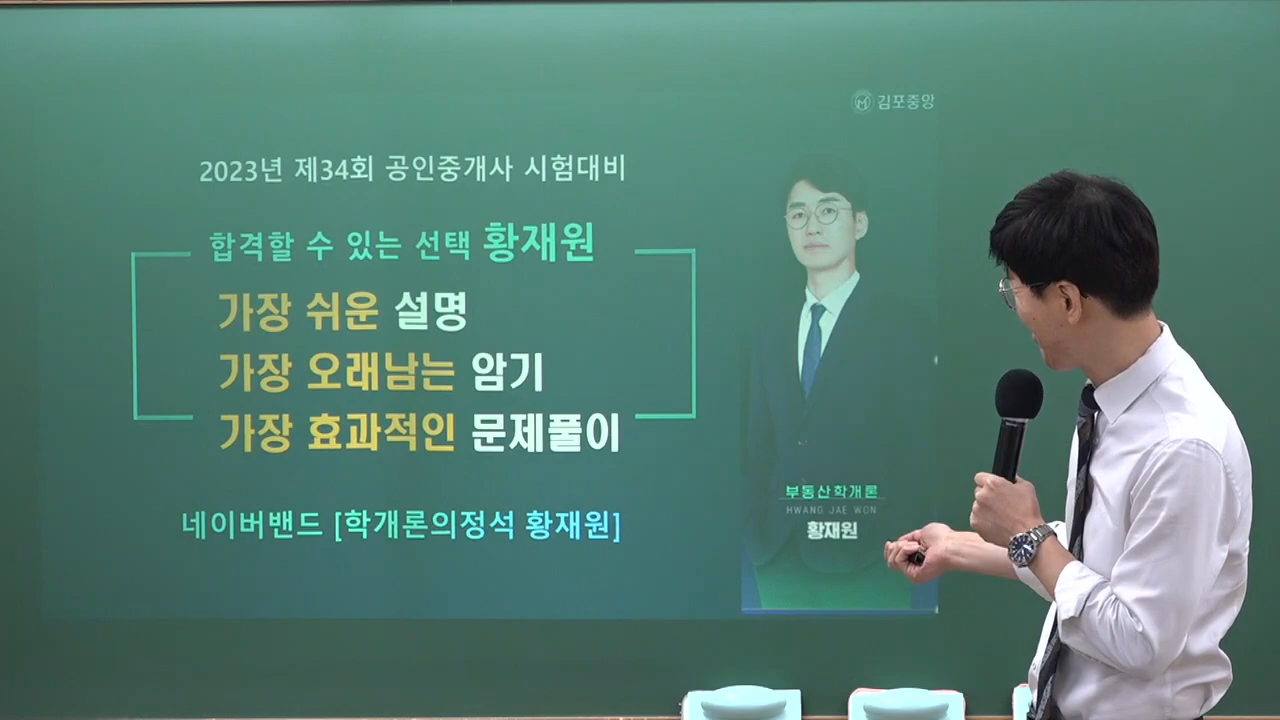 김포중앙
2023년 제34회 공인중개사 시험대비
합격할 수 있는 선택 황재원
가장 쉬운 설명
가장 오래남는 암기
가장 효과적인 문제풀이
네이버밴드 [학개론의정석 황재원]
부동산학개론
HWANG JAE WON
황재원